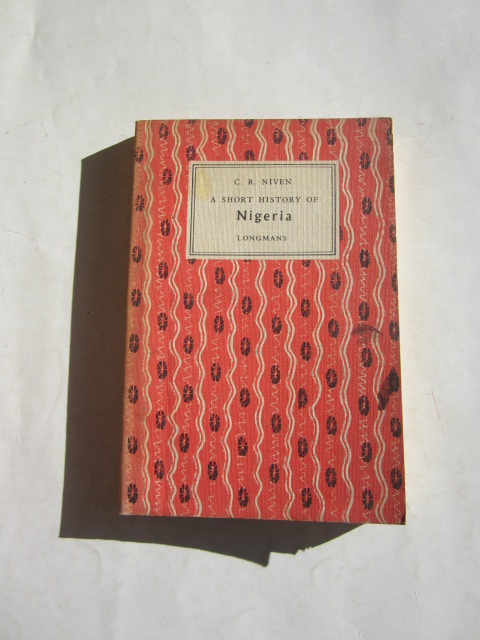 C. R. NIVEN
A SHORT HISTORY OF
Nigeria
LONGMANS